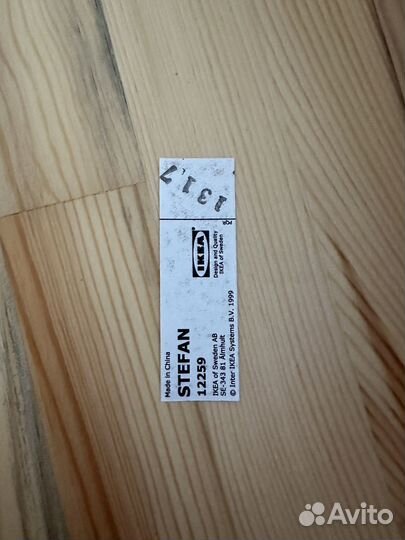 1317
PQR
IKEA
Design and Quality
IKEA of Sweden
Made in China
STEFAN
12259
IKEA of Sweden AB
SE-343 81 Älmhult
© Inter IKEA Systems B.V. 1999
Avito